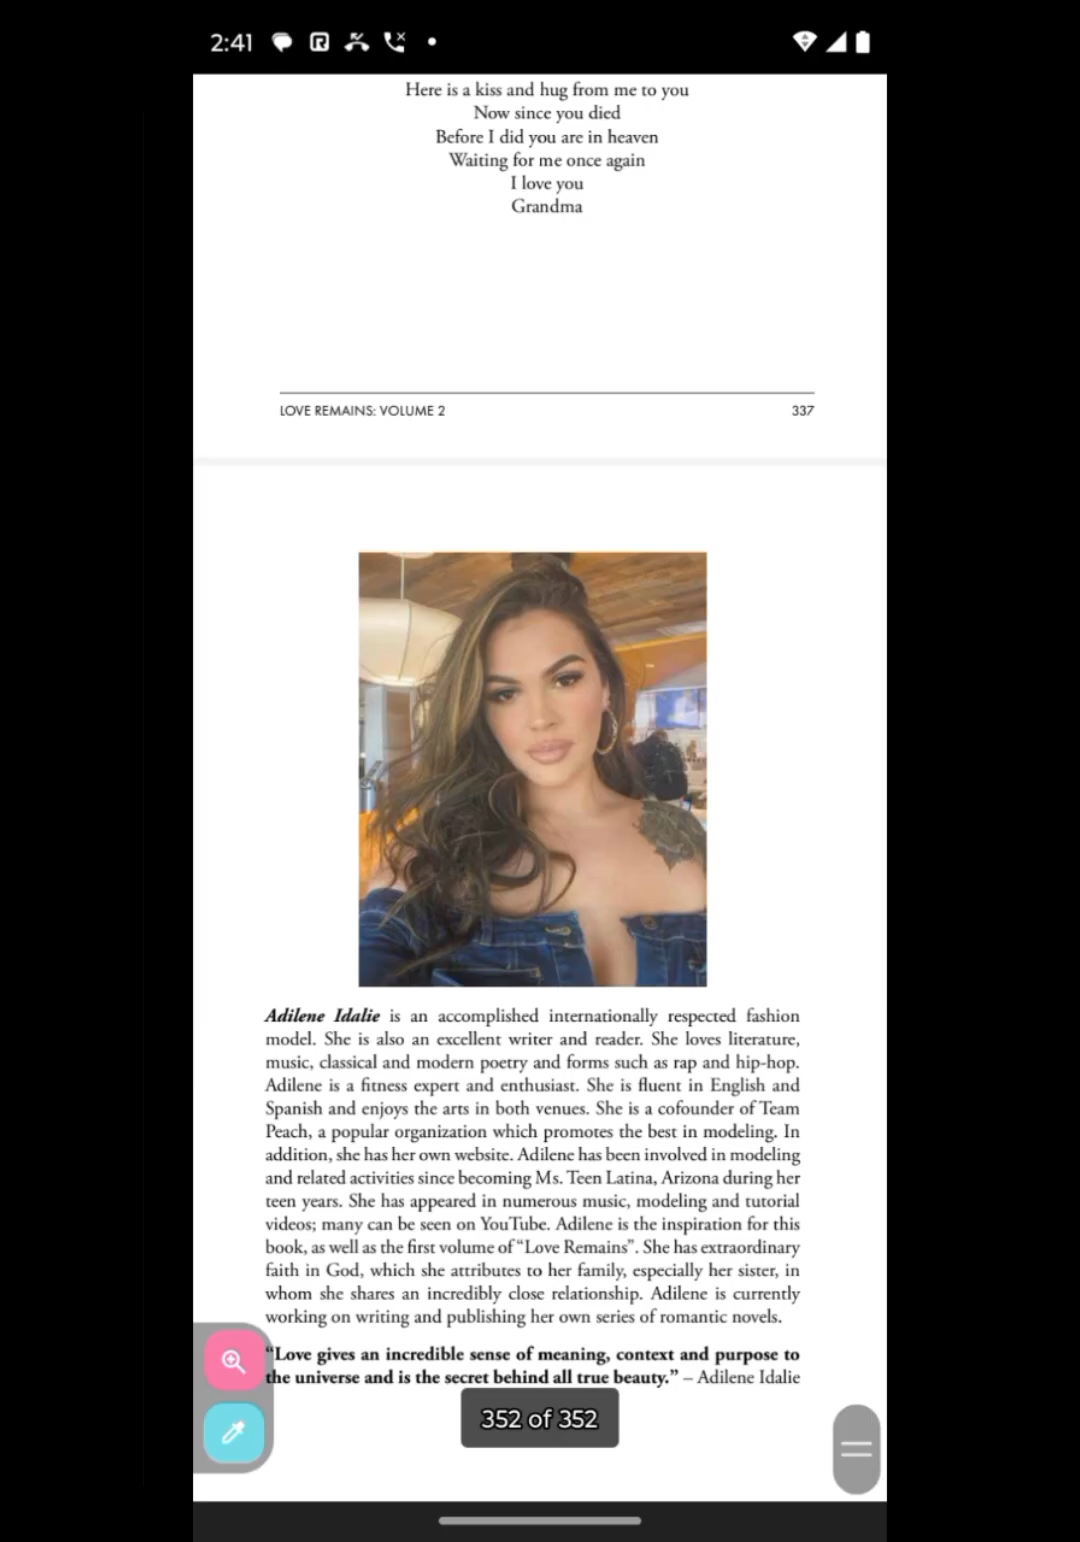 2:41
Here is a kiss and hug from me to you
Now since you died
Before I did you are in heaven
Waiting for me once again
I love you
Grandma
LOVE REMAINS: VOLUME 2 337
Adilene Idalie is an accomplished internationally respected fashion
model. She is also an excellent writer and reader. She loves literature,
music, classical and modern poetry and forms such as rap and hip-hop.
Adilene is a fitness expert and enthusiast. She is fluent in English and
Spanish and enjoys the arts in both venues. She is a cofounder of Team
Peach, a popular organization which promotes the best in modeling. In
addition, she has her own website. Adilene has been involved in modeling
and related activities since becoming Ms. Teen Latina, Arizona during her
teen years. She has appeared in numerous music, modeling and tutorial
videos; many can be seen on YouTube. Adilene is the inspiration for this
book, as well as the first volume of “Love Remains”. She has extraordinary
faith in God, which she attributes to her family, especially her sister, in
whom she shares an incredibly close relationship. Adilene is currently
working on writing and publishing her own series of romantic novels.
“Love gives an incredible sense of meaning, context and purpose to
the universe and is the secret behind all true beauty.” – Adilene Idalie
352 of 352